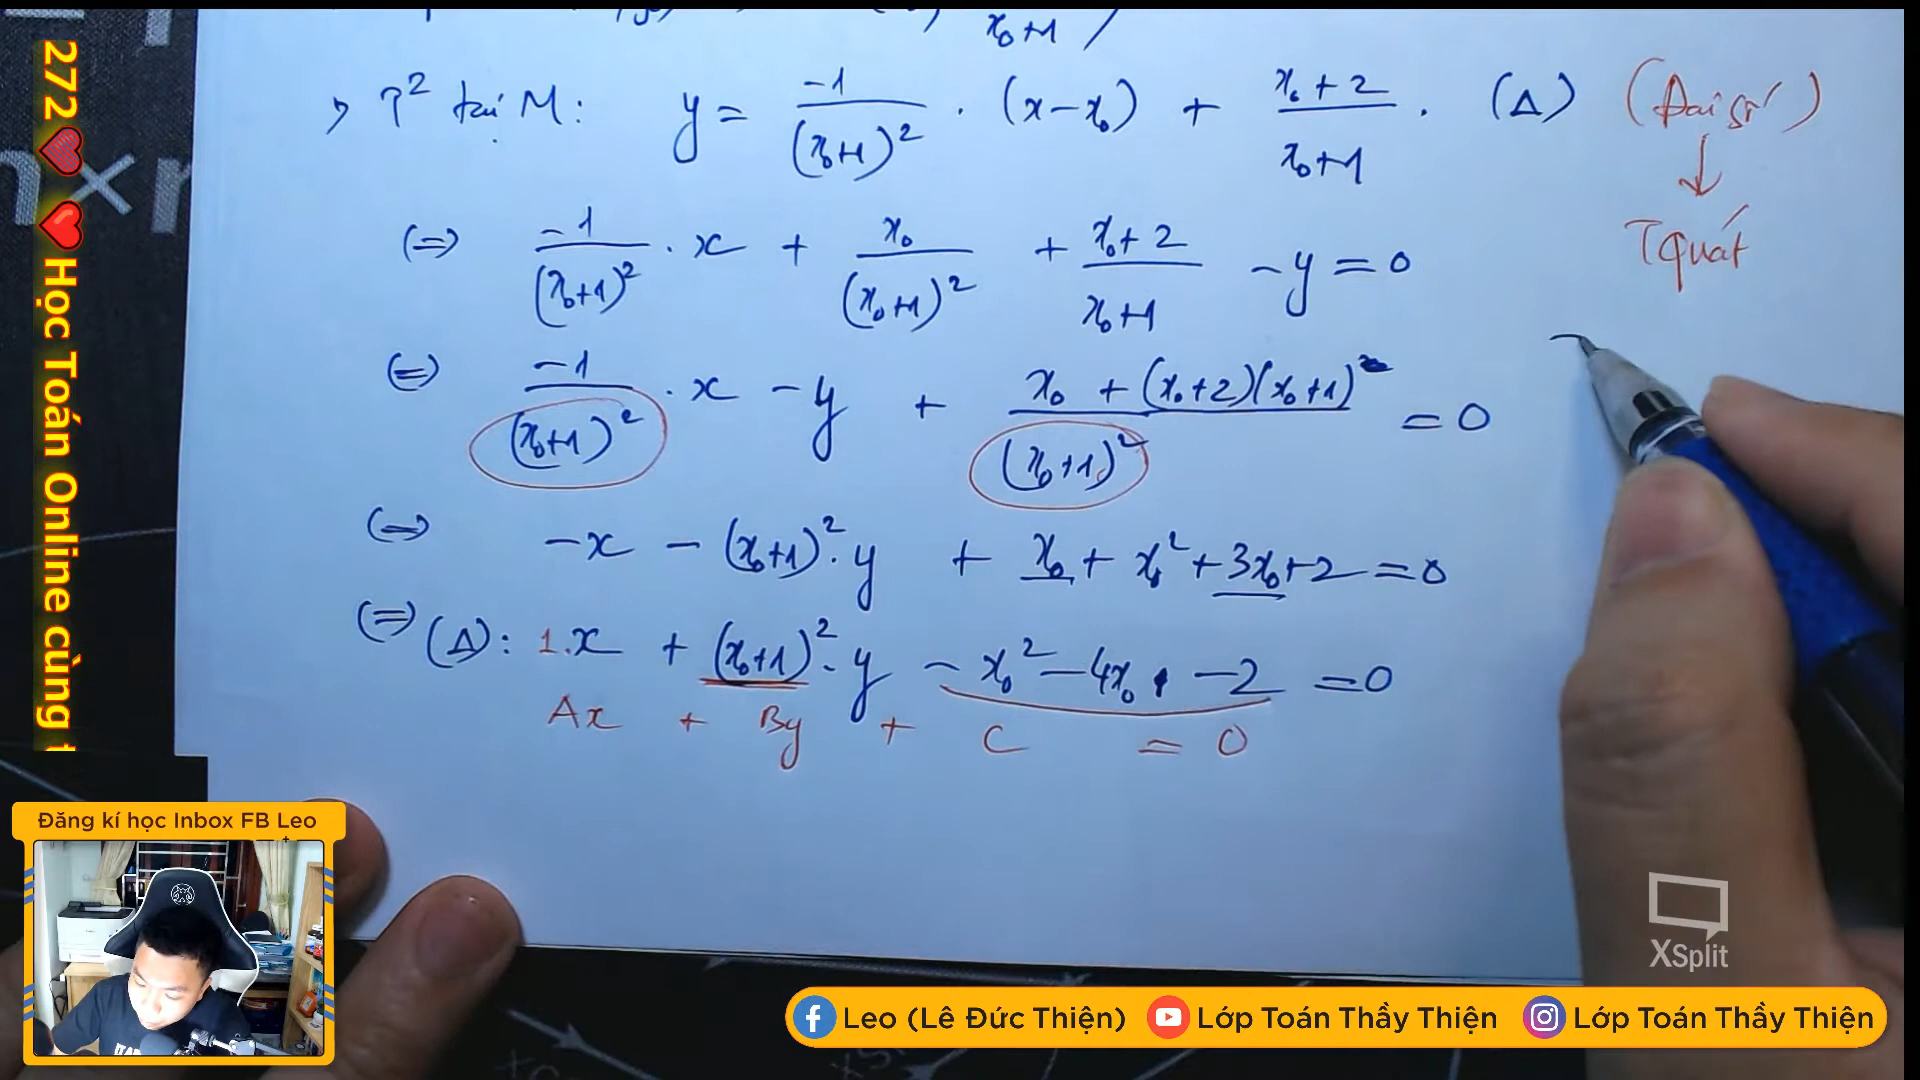 x₀+1
> P² tại M: y = -1/(x₀+1)² . (x-x₀) + x₀+2/x₀+1 . (Δ) (Đại số)
↓
TQuát
(=) -1/(x₀+1)² . x + x₀/(x₀+1)² + x₀+2/x₀+1 - y = 0
(=) -1/(x₀+1)² . x - y + x₀ + (x₀+2)(x₀+1)/(x₀+1)² = 0
(=) -x - (x₀+1)² . y + x₀ + x₀² + 3x₀ + 2 = 0
(=) (Δ): 1.x + (x₀+1)² . y - x₀² - 4x₀ - 2 = 0
Ax + By + C = 0
272 ❤ ❤ Học Toán Online cùng t
Đăng kí học Inbox FB Leo
XSplit
Leo (Lê Đức Thiện) Lớp Toán Thầy Thiện Lớp Toán Thầy Thiện